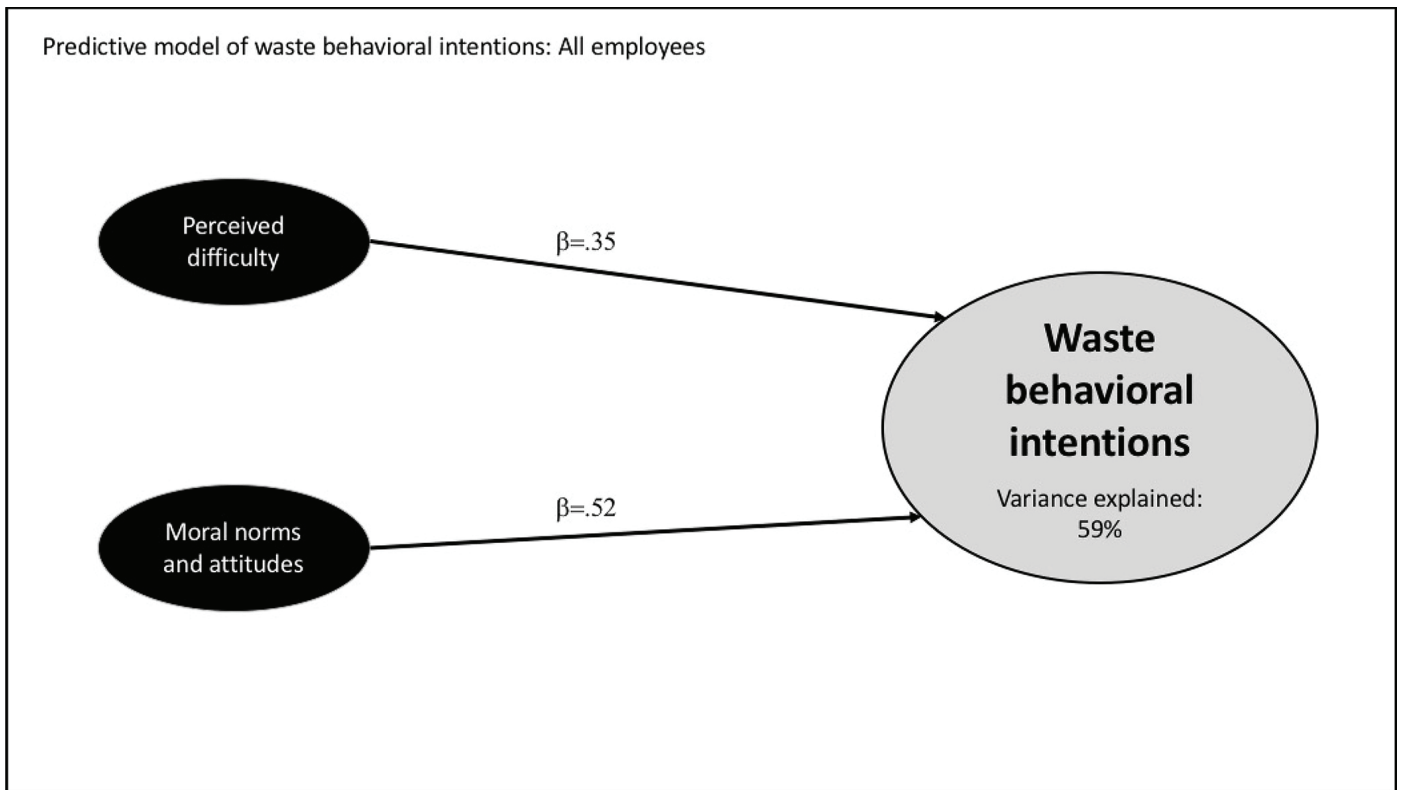 Predictive model of waste behavioral intentions: All employees
Perceived
difficulty
β=.35
Waste
behavioral
intentions
Variance explained:
59%
β=.52
Moral norms
and attitudes